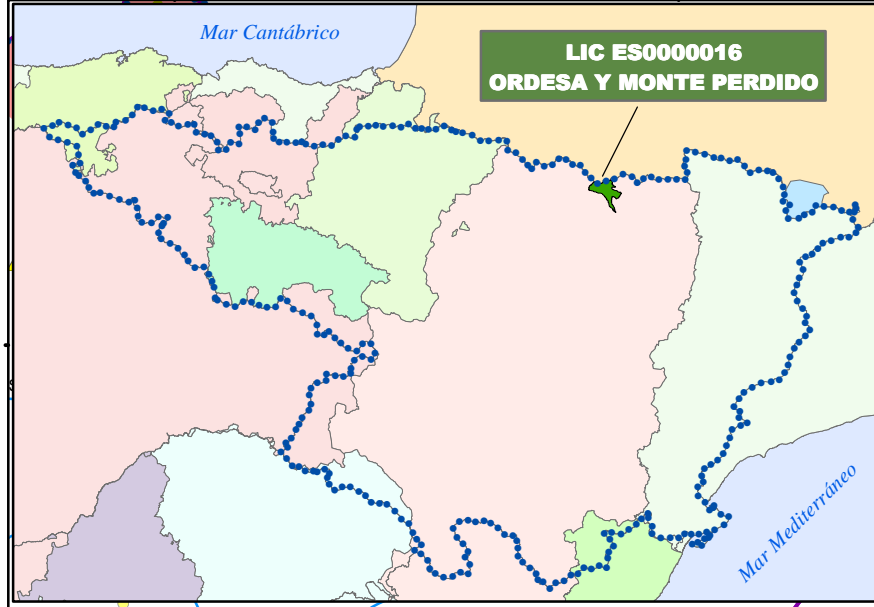 Mar Cantábrico
LIC ES0000016
ORDESA Y MONTE PERDIDO
Mar Mediterráneo